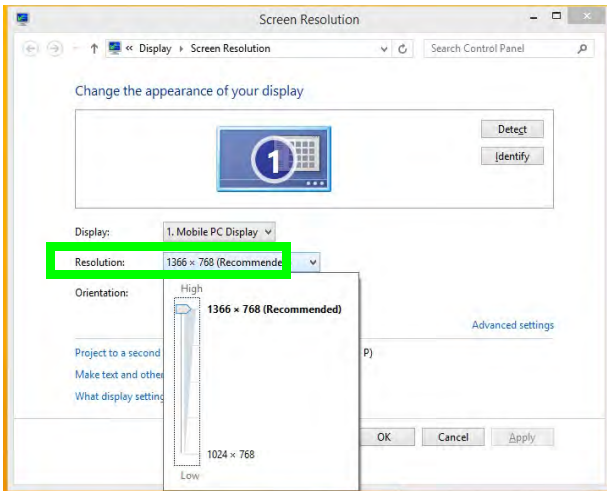 Screen Resolution
« Display ▸ Screen Resolution
Search Control Panel
Change the appearance of your display
1
Detect
Identify
Display: 1. Mobile PC Display
Resolution: 1366 × 768 (Recommende
Orientation:
High
1366 × 768 (Recommended)
Advanced settings
Project to a second P)
Make text and other
What display setting
OK Cancel Apply
1024 × 768
Low